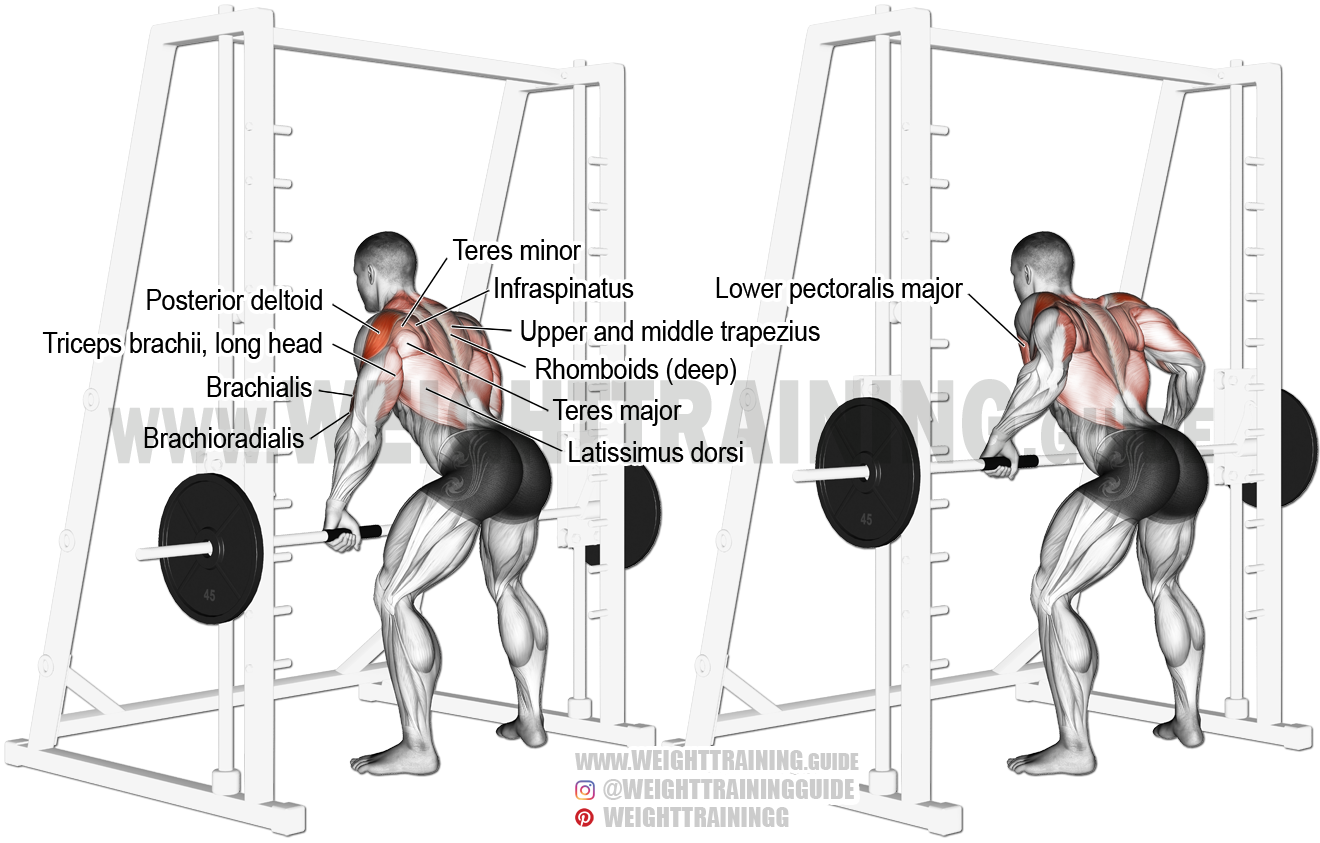 Teres minor
Infraspinatus
Posterior deltoid
Upper and middle trapezius
Triceps brachii, long head
Rhomboids (deep)
Brachialis
Teres major
Brachioradialis
Latissimus dorsi
Lower pectoralis major
WWW.WEIGHTTRAINING.GUIDE
45
45
WWW.WEIGHTTRAINING.GUIDE
@WEIGHTTRAININGGUIDE
WEIGHTTRAININGG